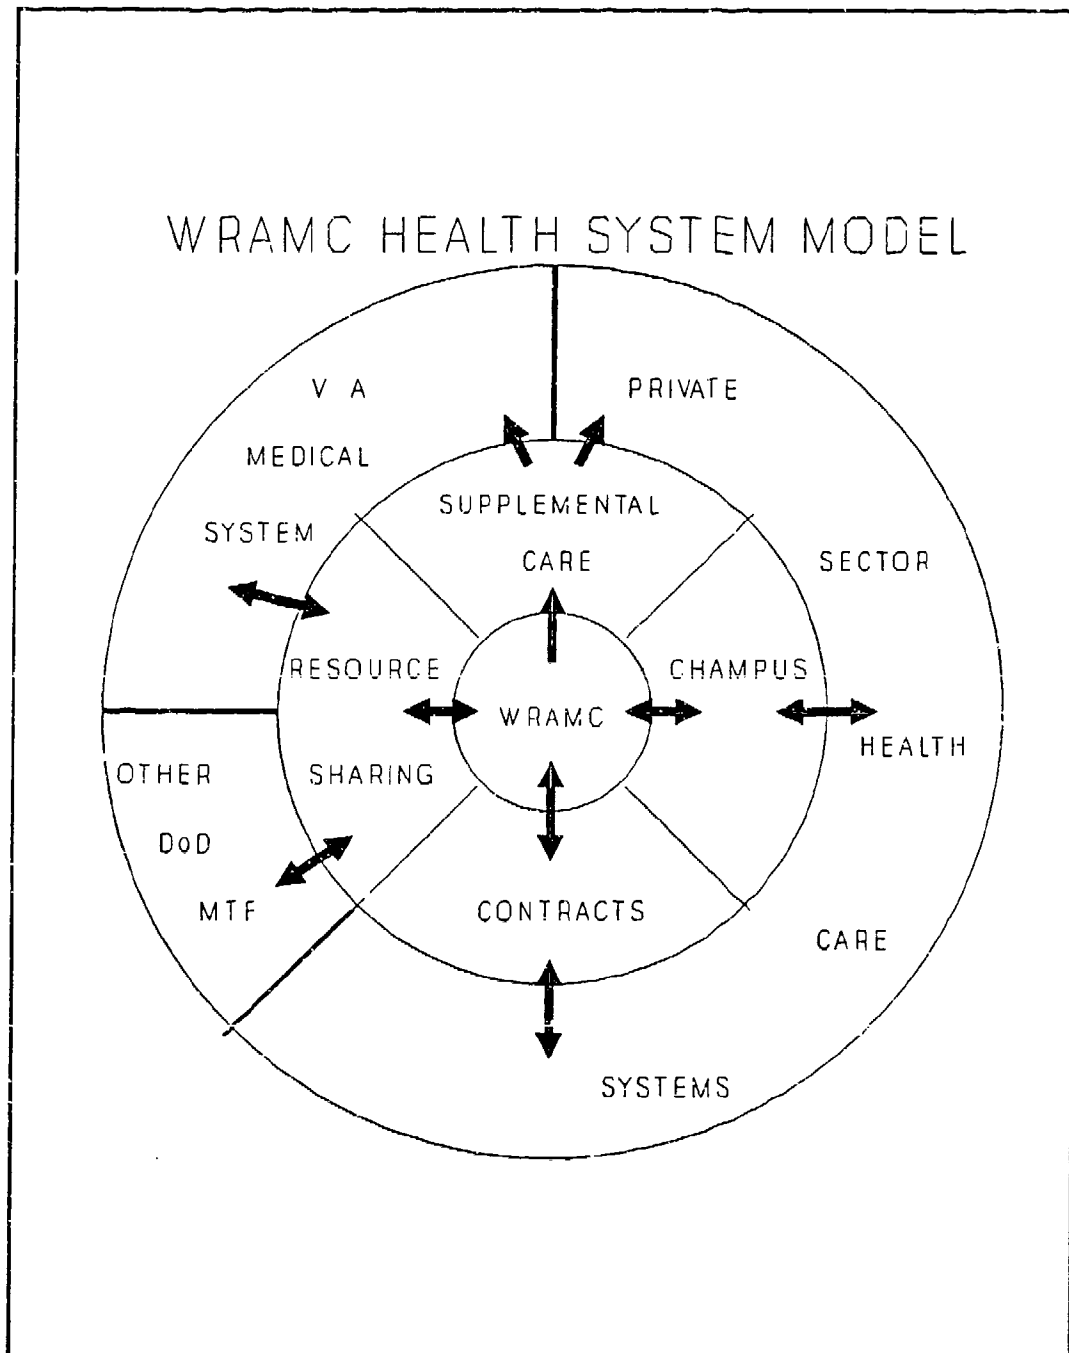 WRAMC HEALTH SYSTEM MODEL
V A
MEDICAL
SYSTEM
PRIVATE
SECTOR
HEALTH
CARE
SYSTEMS
OTHER
DoD
MTF
SUPPLEMENTAL
CARE
RESOURCE
SHARING
CHAMPUS
CONTRACTS
WRAMC